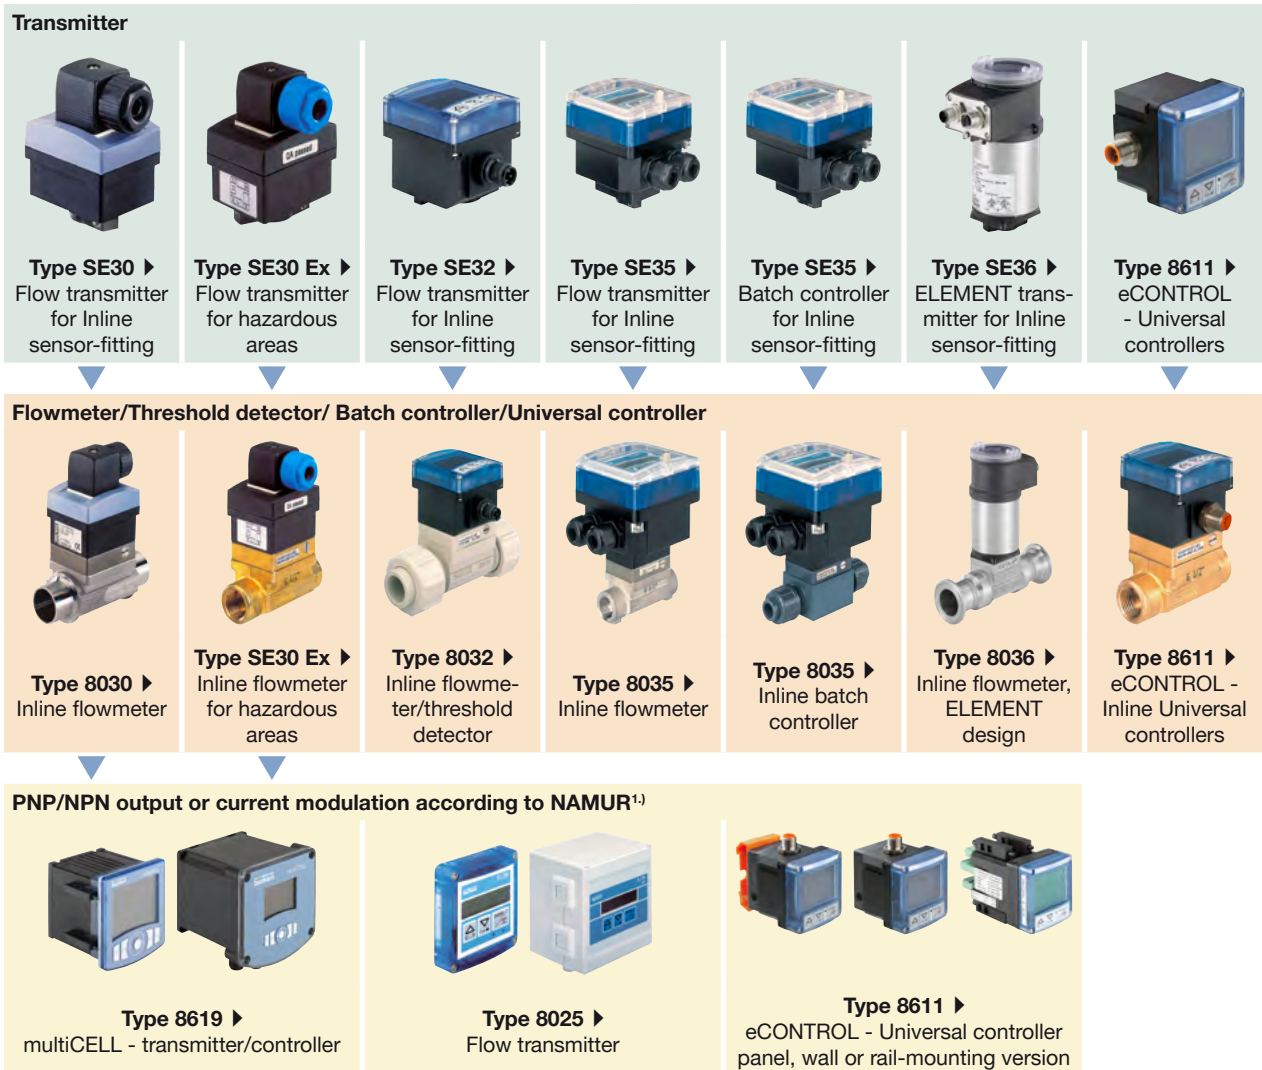 Transmitter
Type SE30
Flow transmitter
for Inline
sensor-fitting
Type SE30 Ex
Flow transmitter
for hazardous
areas
Type SE32
Flow transmitter
for Inline
sensor-fitting
Type SE35
Flow transmitter
for Inline
sensor-fitting
Type SE35
Batch controller
for Inline
sensor-fitting
Type SE36
ELEMENT trans-
mitter for Inline
sensor-fitting
Type 8611
eCONTROL
- Universal
controllers
Flowmeter/Threshold detector/ Batch controller/Universal controller
Type 8030
Inline flowmeter
Type SE30 Ex
Inline flowmeter
for hazardous
areas
Type 8032
Inline flowme-
ter/threshold
detector
Type 8035
Inline flowmeter
Type 8035
Inline batch
controller
Type 8036
Inline flowmeter,
ELEMENT
design
Type 8611
eCONTROL -
Inline Universal
controllers
PNP/NPN output or current modulation according to NAMUR1.)
Type 8619
multiCELL - transmitter/controller
Type 8025
Flow transmitter
Type 8611
eCONTROL - Universal controller
panel, wall or rail-mounting version